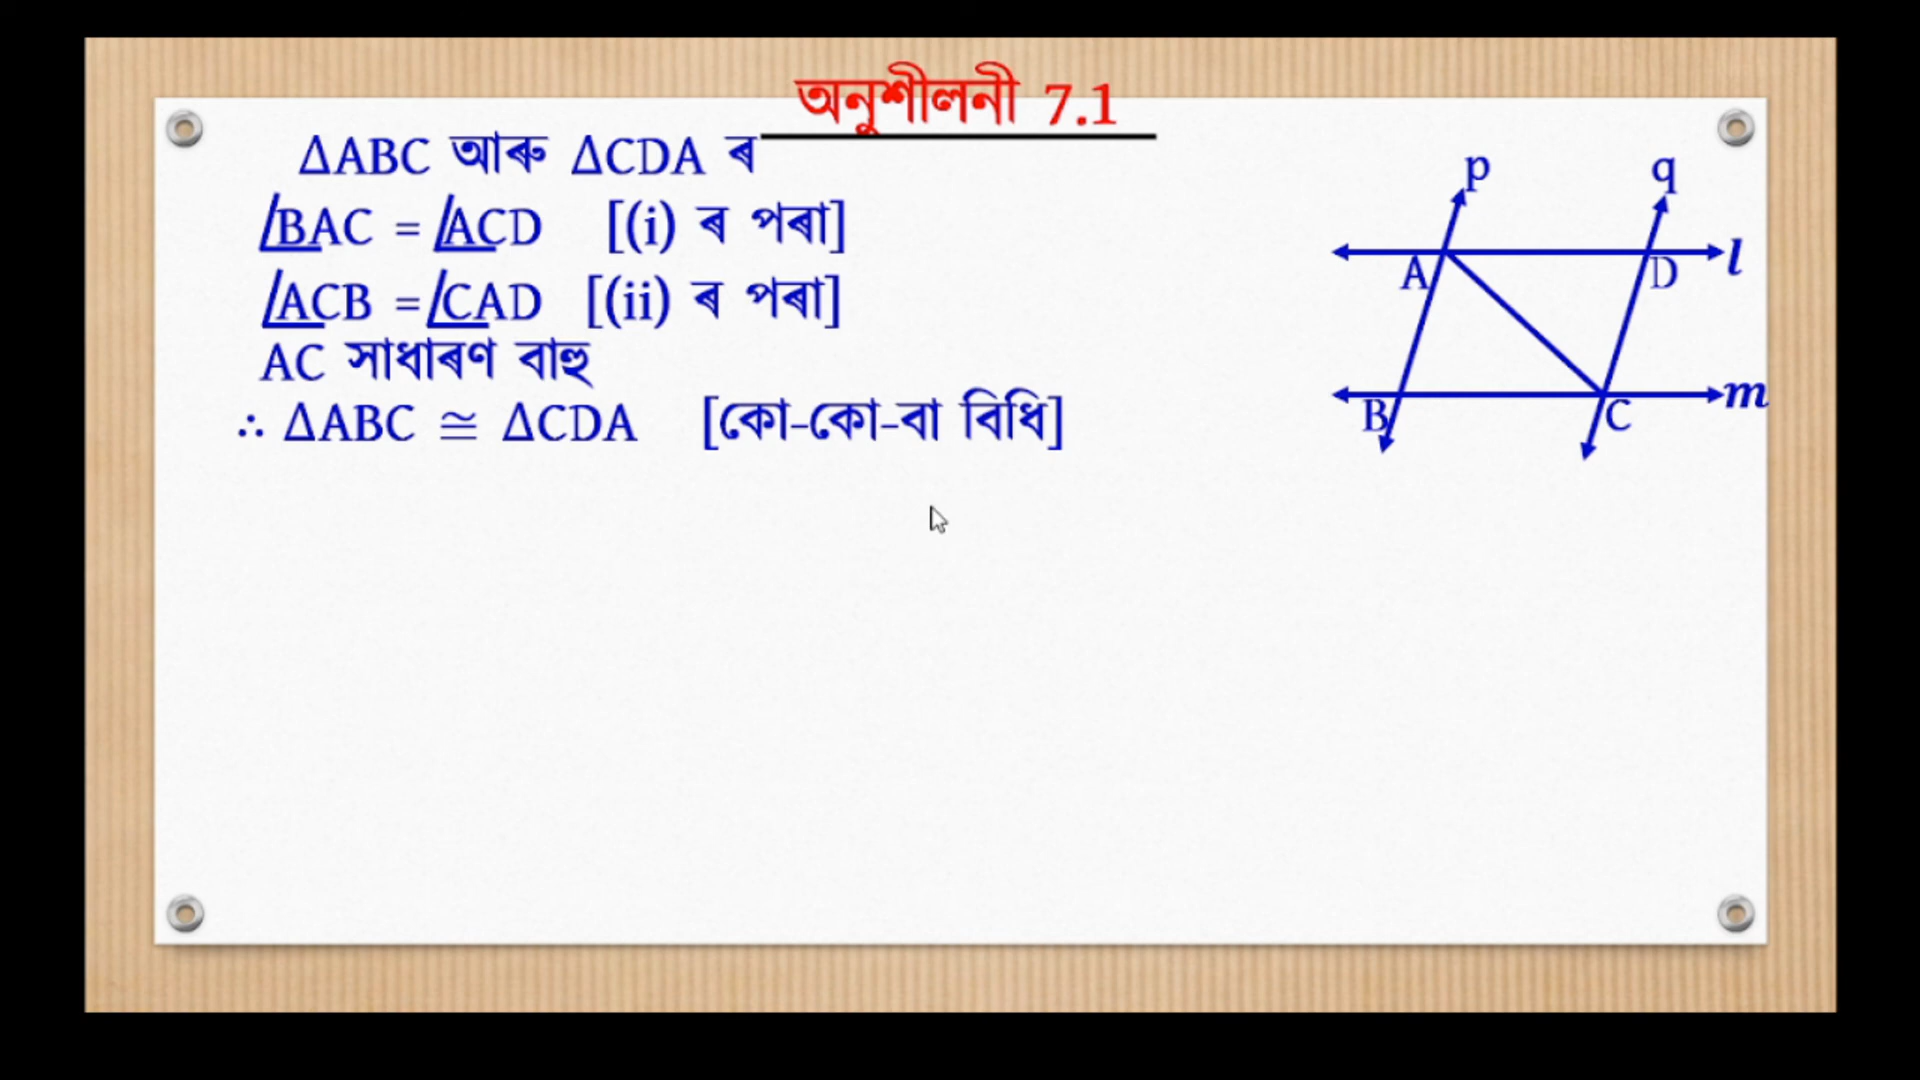 অনুশীলনী 7.1
ΔABC আৰু ΔCDA ৰ
∠BAC = ∠ACD [(i) ৰ পৰা]
∠ACB = ∠CAD [(ii) ৰ পৰা]
AC সাধাৰণ বাহু
∴ ΔABC ≅ ΔCDA [কো-কো-বা বিধি]
p q
A D l
B C m